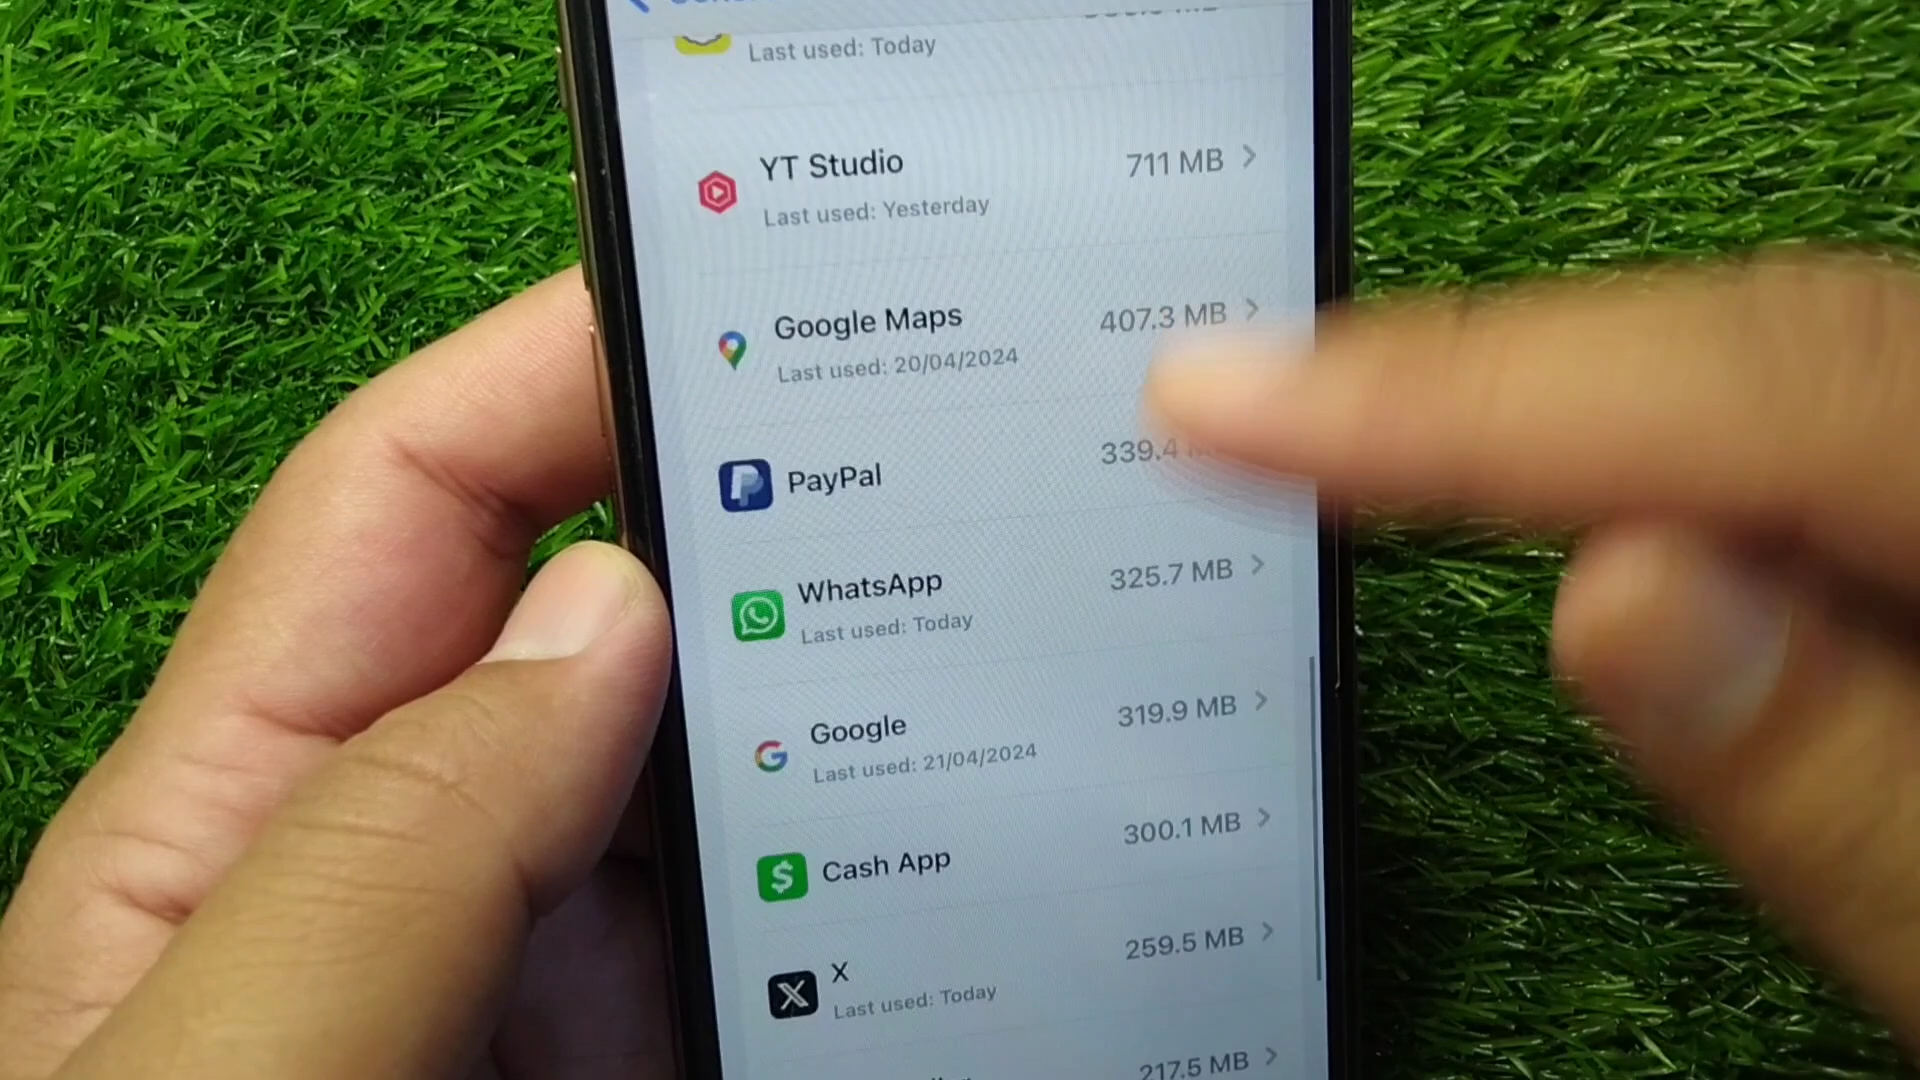 Last used: Today
YT Studio
711 MB
Last used: Yesterday
Google Maps
407.3 MB
Last used: 20/04/2024
PayPal
339.4
WhatsApp
325.7 MB
Last used: Today
Google
319.9 MB
Last used: 21/04/2024
Cash App
300.1 MB
X
259.5 MB
Last used: Today
217.5 MB